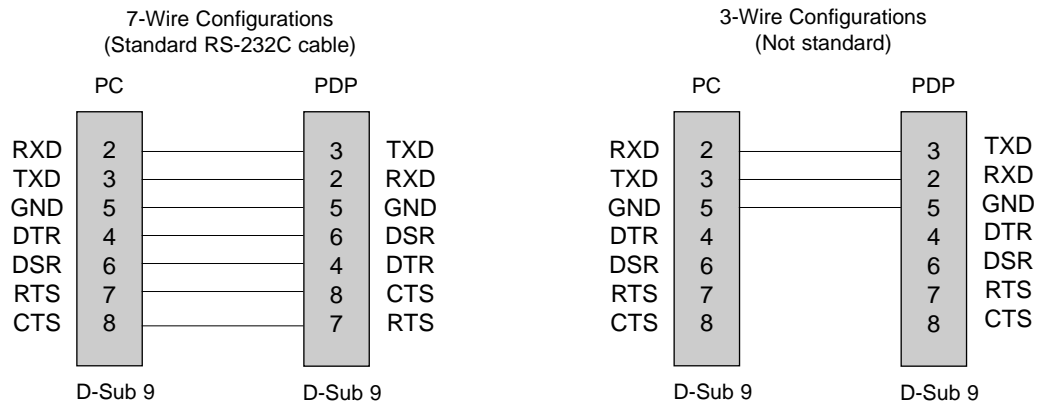 7-Wire Configurations
(Standard RS-232C cable)
PC PDP
RXD 2 3 TXD
TXD 3 2 RXD
GND 5 5 GND
DTR 4 6 DSR
DSR 6 4 DTR
RTS 7 8 CTS
CTS 8 7 RTS
D-Sub 9 D-Sub 9
3-Wire Configurations
(Not standard)
PC PDP
RXD 2 3 TXD
TXD 3 2 RXD
GND 5 5 GND
DTR 4 4 DTR
DSR 6 6 DSR
RTS 7 7 RTS
CTS 8 8 CTS
D-Sub 9 D-Sub 9